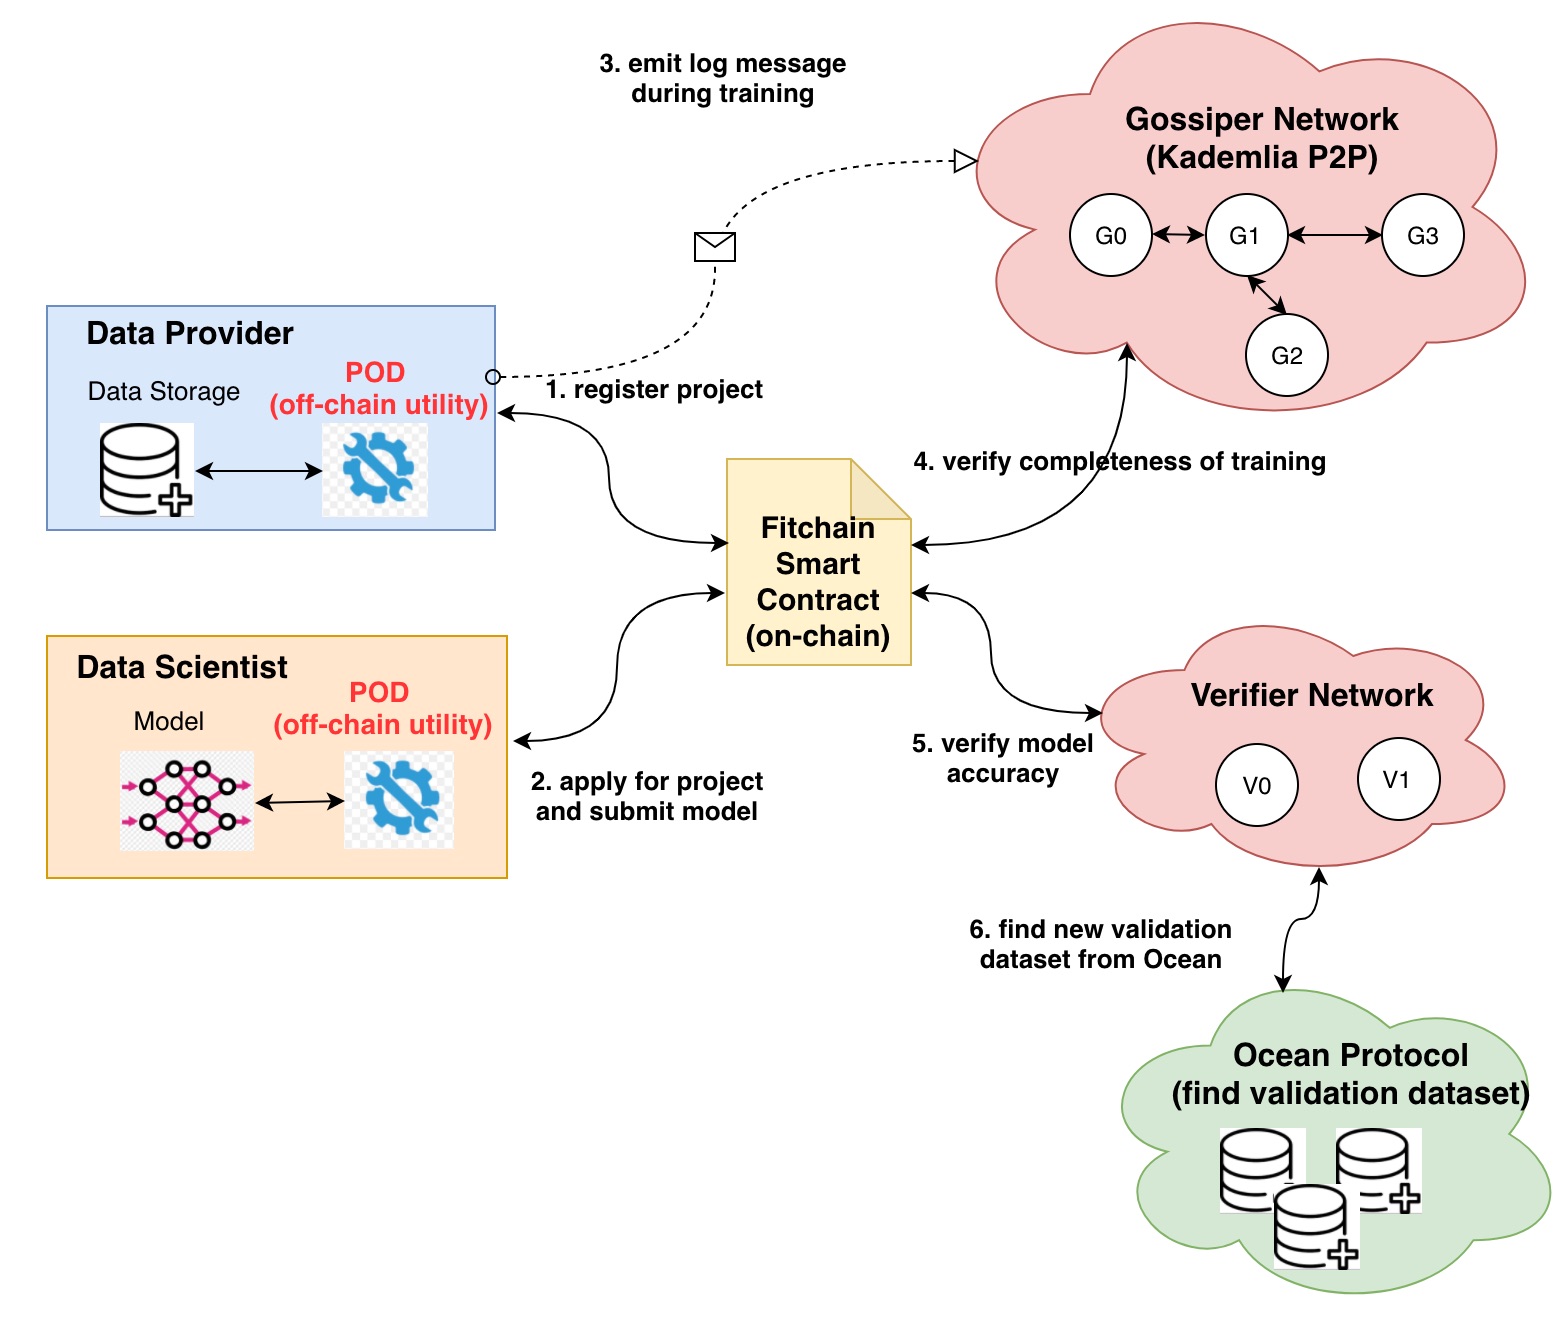 3. emit log message
during training
Gossiper Network
(Kademlia P2P)
G0
G1
G3
G2
Data Provider
Data Storage
POD
(off-chain utility)
1. register project
4. verify completeness of training
Fitchain
Smart
Contract
(on-chain)
Data Scientist
Model
POD
(off-chain utility)
2. apply for project
and submit model
Verifier Network
V0
V1
5. verify model
accuracy
6. find new validation
dataset from Ocean
Ocean Protocol
(find validation dataset)